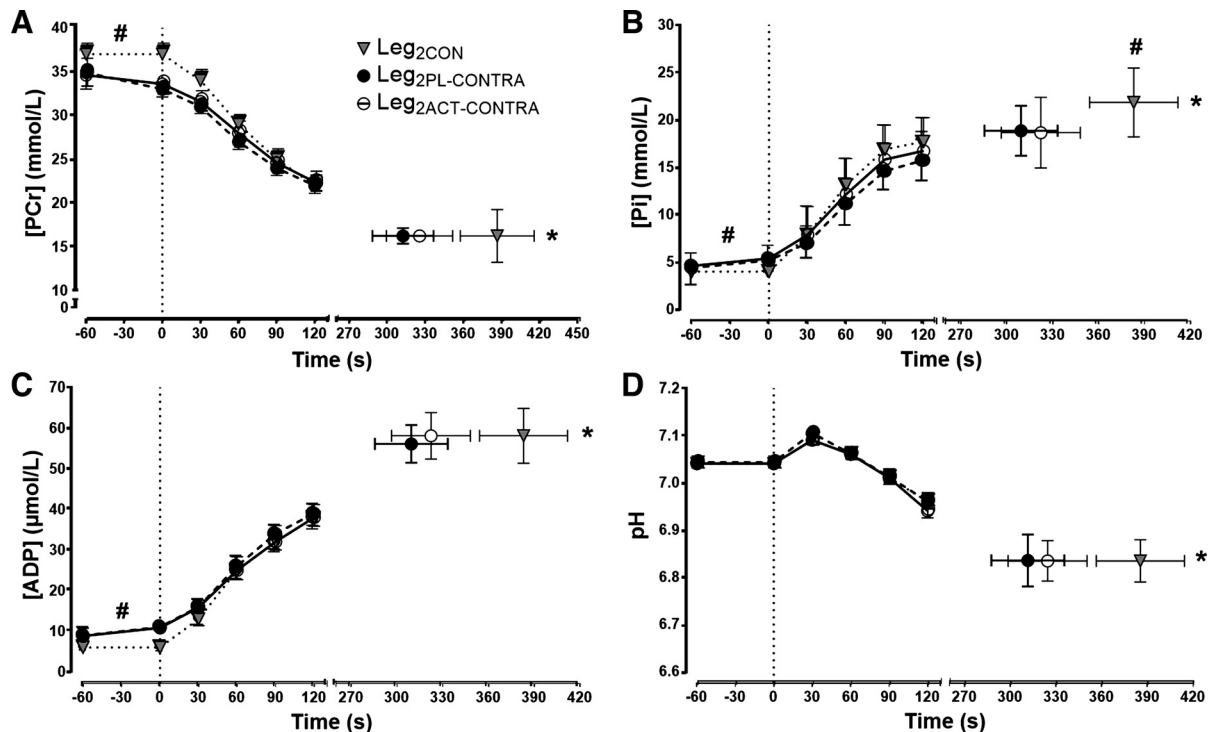 A
[PCr] (mmol/L)
40
35
30
25
20
15
10
0
#
Leg2CON
Leg2PL-CONTRA
Leg2ACT-CONTRA
*
-60 -30 0 30 60 90 120 270 300 330 360 390 420 450
Time (s)
B
[Pi] (mmol/L)
30
25
20
15
10
5
0
#
#
*
-60 -30 0 30 60 90 120 270 300 330 360 390 420
Time (s)
C
[ADP] (µmol/L)
70
60
50
40
30
20
10
0
#
*
-60 -30 0 30 60 90 120 270 300 330 360 390 420
Time (s)
D
pH
7.2
7.1
7.0
6.9
6.8
6.7
6.6
*
-60 -30 0 30 60 90 120 270 300 330 360 390 420
Time (s)